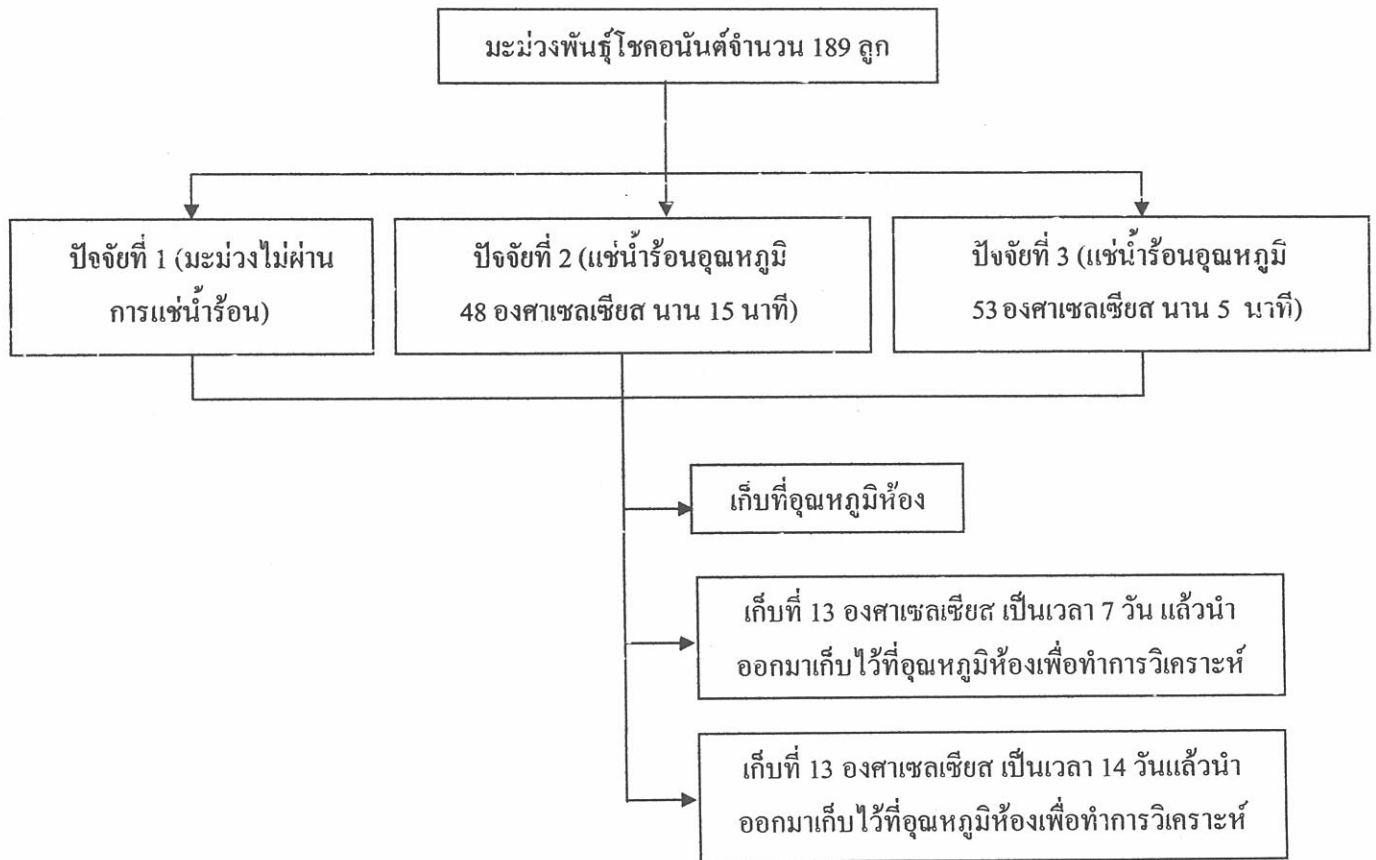 มะม่วงพันธุ์โชคอนันต์จำนวน 189 ลูก
ปัจจัยที่ 1 (มะม่วงไม่ผ่าน
การแช่น้ำร้อน)
ปัจจัยที่ 2 (แช่น้ำร้อนอุณหภูมิ
48 องศาเซลเซียส นาน 15 นาที)
ปัจจัยที่ 3 (แช่น้ำร้อนอุณหภูมิ
53 องศาเซลเซียส นาน 5 นาที)
เก็บที่อุณหภูมิห้อง
เก็บที่ 13 องศาเซลเซียส เป็นเวลา 7 วัน แล้วนำ
ออกมาเก็บไว้ที่อุณหภูมิห้องเพื่อทำการวิเคราะห์
เก็บที่ 13 องศาเซลเซียส เป็นเวลา 14 วันแล้วนำ
ออกมาเก็บไว้ที่อุณหภูมิห้องเพื่อทำการวิเคราะห์